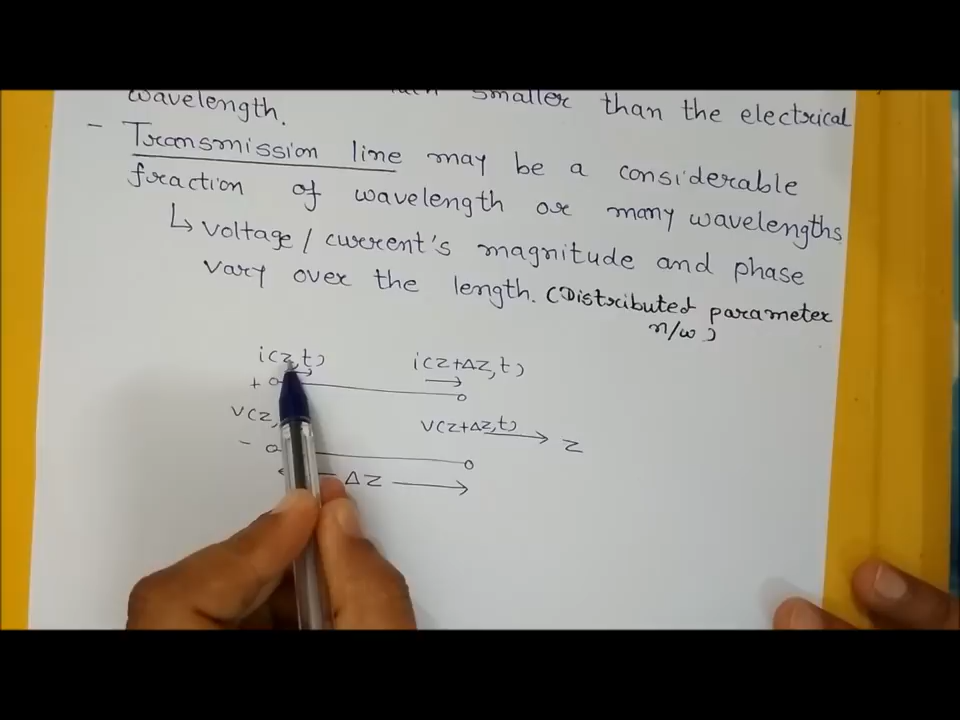 smaller than the electrical
wavelength.
- Transmission line may be a considerable
fraction of wavelength or many wavelengths
↳ Voltage / current's magnitude and phase
vary over the length. (Distributed parameter
n/w)
i(z,t) i(z+Δz,t)
+
v(z, v(z+Δz,t) z
-
Δz